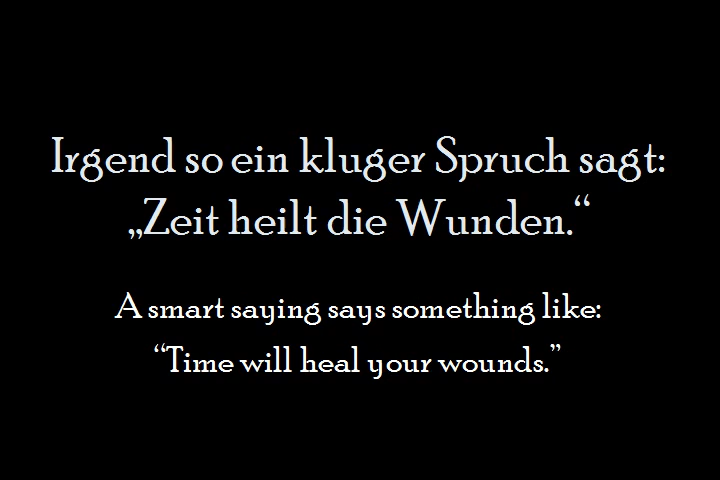 Irgend so ein kluger Spruch sagt:
„Zeit heilt die Wunden.“
A smart saying says something like:
“Time will heal your wounds.”